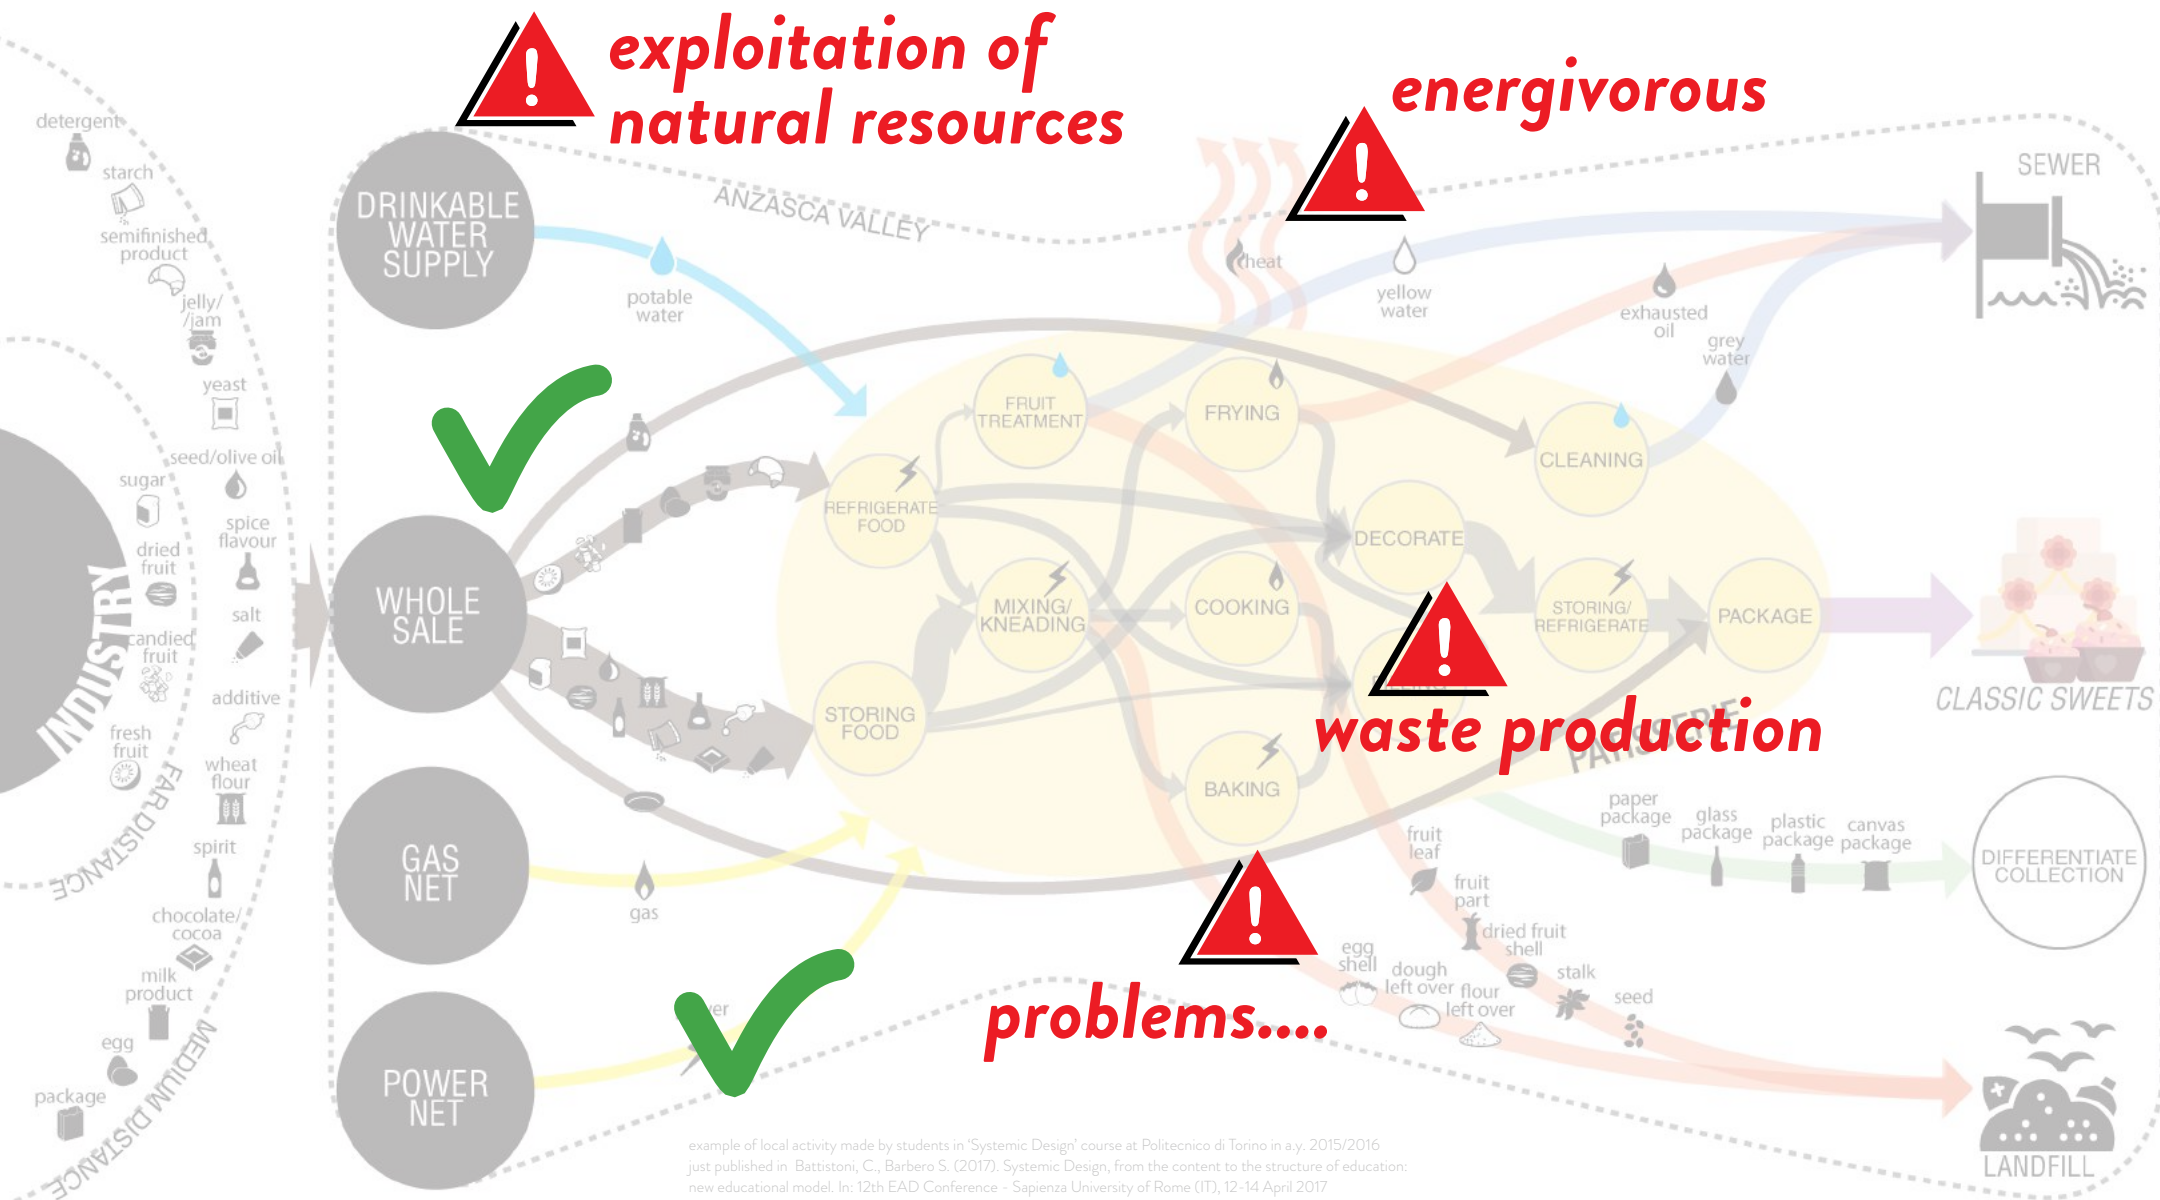 exploitation of
natural resources
energivorous
detergent
starch
semifinished
product
jelly/
/jam
yeast
seed/olive oil
sugar
spice
flavour
dried
fruit
salt
candied
fruit
additive
fresh
fruit
wheat
flour
spirit
chocolate/
cocoa
milk
product
egg
package
INDUSTRY
FAR DISTANCE
MEDIUM DISTANCE
DRINKABLE
WATER
SUPPLY
WHOLE
SALE
GAS
NET
POWER
NET
ANZASCA VALLEY
potable
water
gas
heat
yellow
water
exhausted
oil
grey
water
SEWER
FRUIT
TREATMENT
FRYING
CLEANING
REFRIGERATE
FOOD
DECORATE
MIXING/
KNEADING
COOKING
STORING/
REFRIGERATE
PACKAGE
STORING
FOOD
BAKING
PATISSERIE
waste production
problems....
CLASSIC SWEETS
paper
package
glass
package
plastic
package
canvas
package
DIFFERENTIATE
COLLECTION
fruit
leaf
fruit
part
dried fruit
shell
stalk
seed
egg
shell
dough
left over
flour
left over
LANDFILL
example of local activity made by students in 'Systemic Design' course at Politecnico di Torino in a.y. 2015/2016
just published in Battistoni, C., Barbero S. (2017). Systemic Design, from the content to the structure of education:
new educational model. In: 12th EAD Conference - Sapienza University of Rome (IT), 12-14 April 2017